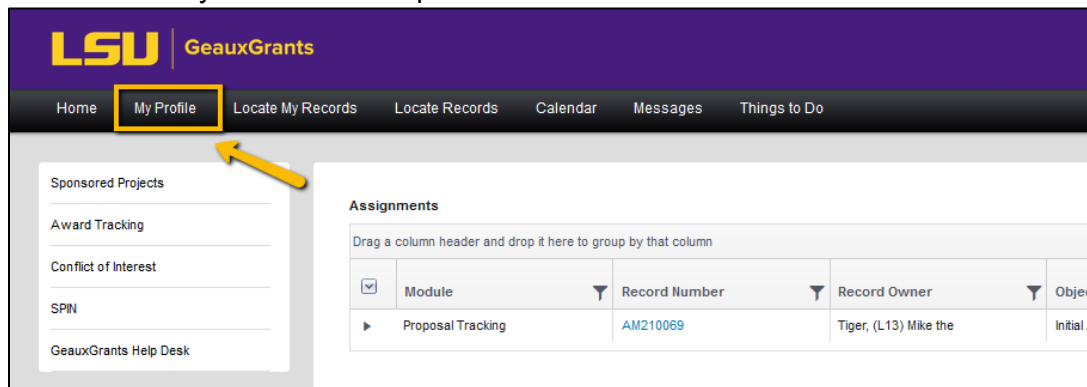 LSU GeauxGrants
Home My Profile Locate My Records Locate Records Calendar Messages Things to Do
Sponsored Projects
Award Tracking
Conflict of Interest
SPIN
GeauxGrants Help Desk
Assignments
Drag a column header and drop it here to group by that column
Module Record Number Record Owner
Proposal Tracking AM210069 Tiger, (L13) Mike the Initial